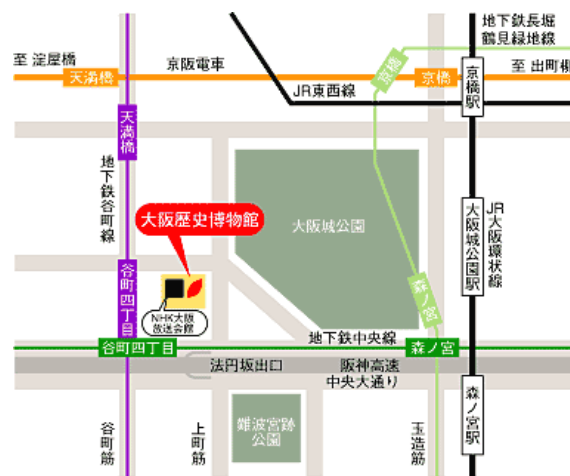 地下鉄長堀
鶴見緑地線
至 淀屋橋
京阪電車
天満橋
京橋
京橋
京橋駅
至 出町柳
JR東西線
天満橋
地下鉄谷町線
大阪歴史博物館
大阪城公園
大阪城公園駅
JR大阪環状線
谷町四丁目
NHK大阪
放送会館
森ノ宮
地下鉄中央線
谷町四丁目
森ノ宮
法円坂出口
阪神高速
中央大通り
森ノ宮駅
谷町筋
上町筋
難波宮跡
公園
玉造筋